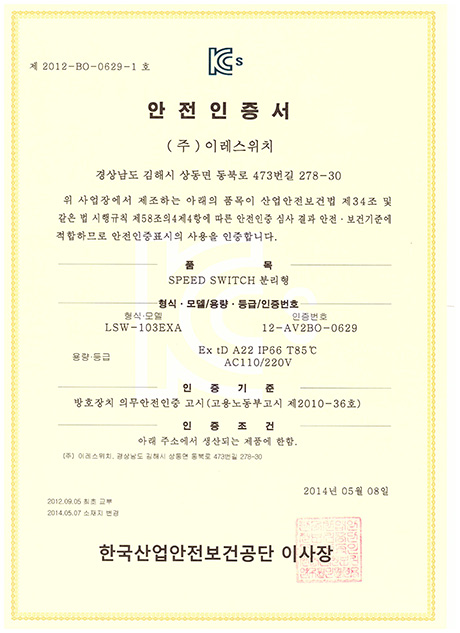 KCs
제 2012-BO-0629-1 호
안전인증서
(주)이레스위치
경상남도 김해시 상동면 동북로 473번길 278-30
위 사업장에서 제조하는 아래의 품목이 산업안전보건법 제34조 및
같은 법 시행규칙 제58조의4제4항에 따른 안전인증 심사 결과 안전·보건기준에
적합하므로 안전인증표시의 사용을 인증합니다.
품 목
SPEED SWITCH 분리형
형식·모델/용량·등급/인증번호
형식·모델 인증번호
LSW-103EXA 12-AV2BO-0629
용량·등급 Ex tD A22 IP66 T85℃
AC110/220V
인증기준
방호장치 의무안전인증 고시(고용노동부고시 제2010-36호)
인증조건
아래 주소에서 생산되는 제품에 한함.
(주) 이레스위치, 경상남도 김해시 상동면 동북로 473번길 278-30
2014년 05월 08일
2012.09.05 최초 교부
2014.05.07 소재지 변경
한국산업안전보건공단 이사장